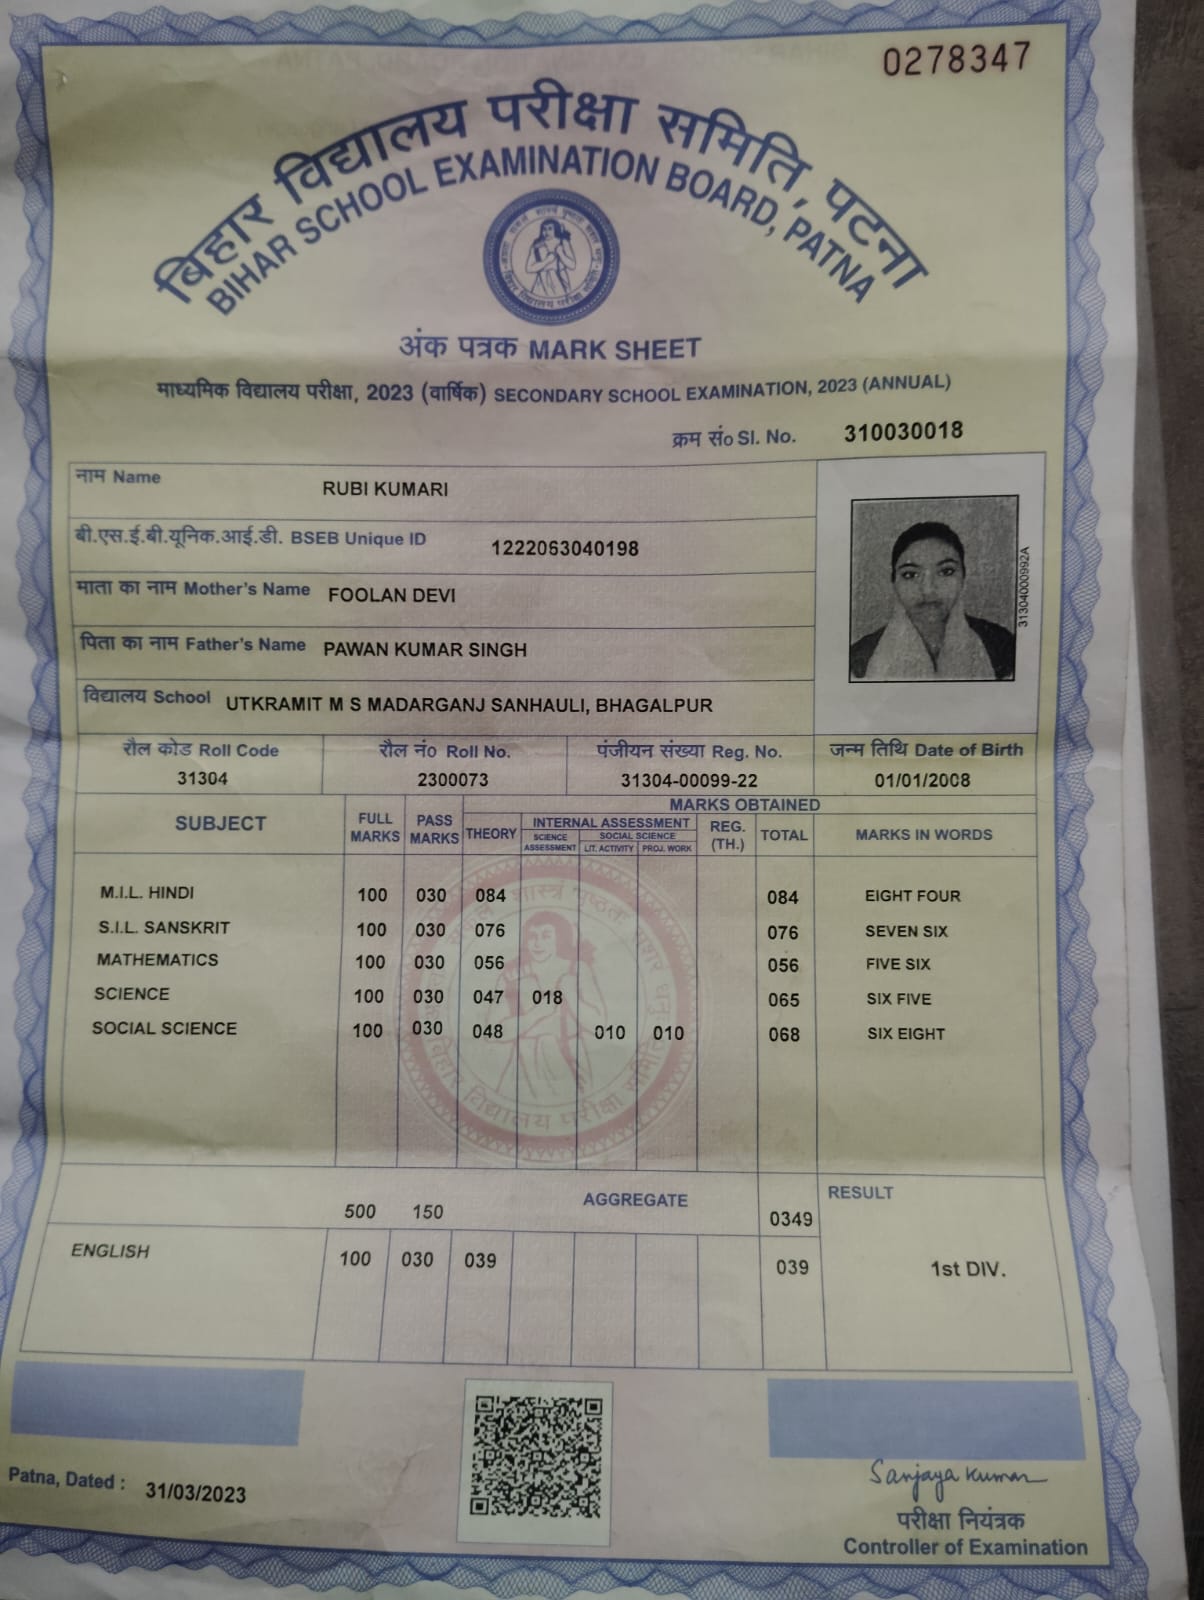 0278347
बिहार विद्यालय परीक्षा समिति, पटना
BIHAR SCHOOL EXAMINATION BOARD, PATNA
अंक पत्रक MARK SHEET
माध्यमिक विद्यालय परीक्षा, 2023 (वार्षिक) SECONDARY SCHOOL EXAMINATION, 2023 (ANNUAL)
क्रम सं० Sl. No. 310030018
नाम Name RUBI KUMARI
बी.एस.ई.बी.यूनिक.आई.डी. BSEB Unique ID 1222063040198
माता का नाम Mother's Name FOOLAN DEVI
पिता का नाम Father's Name PAWAN KUMAR SINGH
विद्यालय School UTKRAMIT M S MADARGANJ SANHAULI, BHAGALPUR
31304000992A
रौल कोड Roll Code रौल नं० Roll No. पंजीयन संख्या Reg. No. जन्म तिथि Date of Birth
31304 2300073 31304-00099-22 01/01/2008
MARKS OBTAINED
SUBJECT FULL MARKS PASS MARKS THEORY INTERNAL ASSESSMENT REG. (TH.) TOTAL MARKS IN WORDS
SCIENCE ASSESSMENT SOCIAL SCIENCE
LIT. ACTIVITY PROJ. WORK
M.I.L. HINDI 100 030 084 084 EIGHT FOUR
S.I.L. SANSKRIT 100 030 076 076 SEVEN SIX
MATHEMATICS 100 030 056 056 FIVE SIX
SCIENCE 100 030 047 018 065 SIX FIVE
SOCIAL SCIENCE 100 030 048 010 010 068 SIX EIGHT
बिहार विद्यालय परीक्षा समिति
500 150 AGGREGATE 0349 RESULT
ENGLISH 100 030 039 039 1st DIV.
Patna, Dated : 31/03/2023
Sanjaya Kumar
परीक्षा नियंत्रक
Controller of Examination